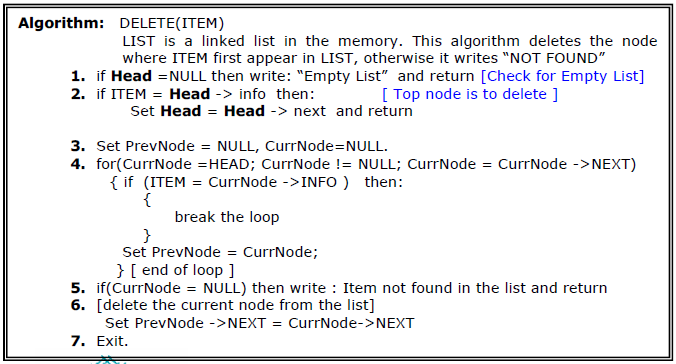 Algorithm: DELETE(ITEM)
LIST is a linked list in the memory. This algorithm deletes the node
where ITEM first appear in LIST, otherwise it writes “NOT FOUND”
1. if Head =NULL then write: “Empty List” and return [Check for Empty List]
2. if ITEM = Head -> info then: [ Top node is to delete ]
Set Head = Head -> next and return
3. Set PrevNode = NULL, CurrNode=NULL.
4. for(CurrNode =HEAD; CurrNode != NULL; CurrNode = CurrNode ->NEXT)
{ if (ITEM = CurrNode ->INFO ) then:
{
break the loop
}
Set PrevNode = CurrNode;
} [ end of loop ]
5. if(CurrNode = NULL) then write : Item not found in the list and return
6. [delete the current node from the list]
Set PrevNode ->NEXT = CurrNode->NEXT
7. Exit.